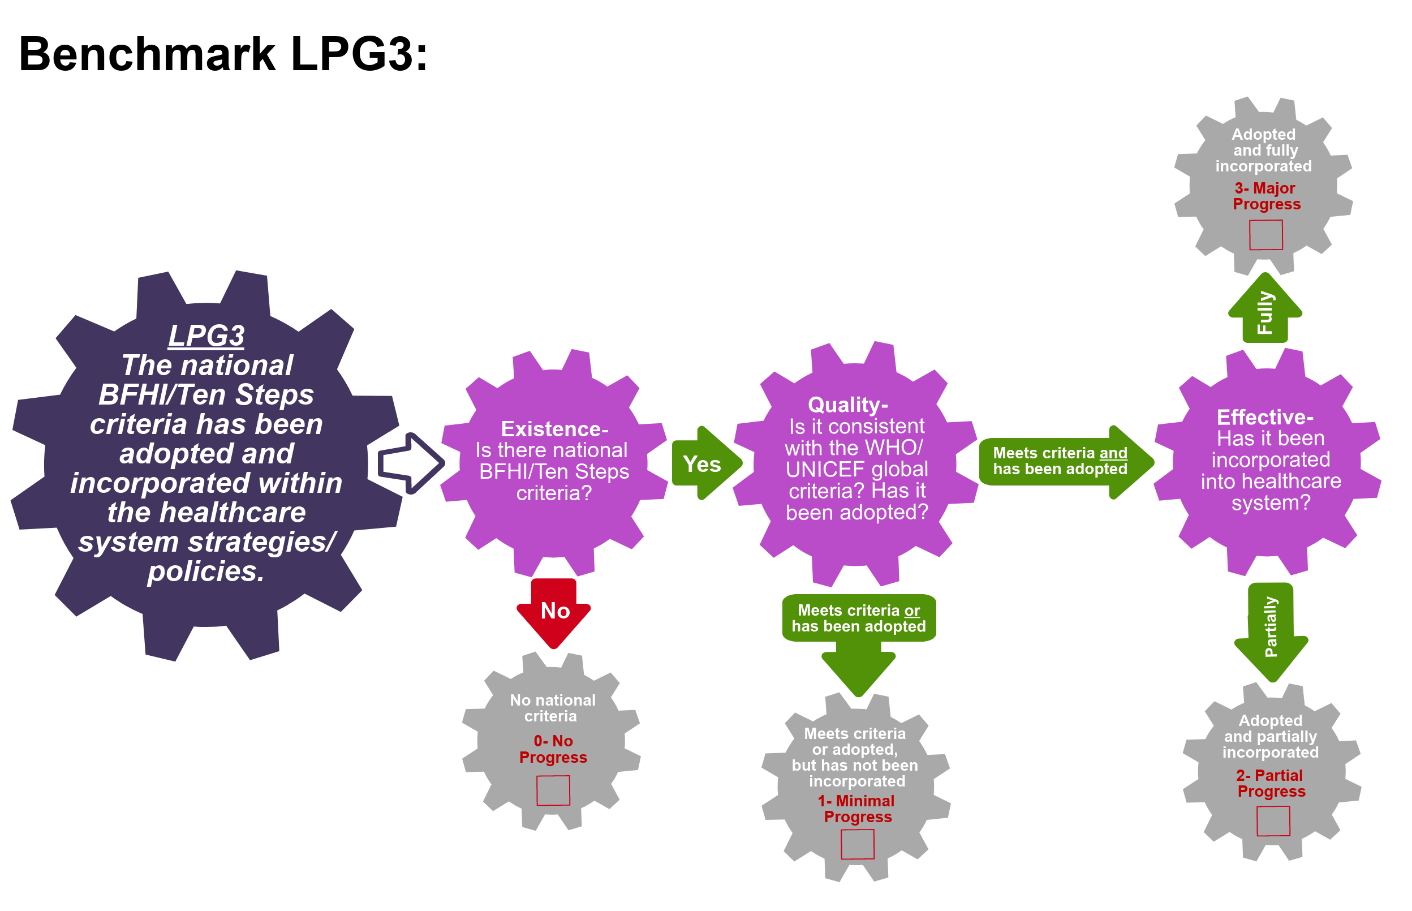 Benchmark LPG3:
LPG3
The national
BFHI/Ten Steps
criteria has been
adopted and
incorporated within
the healthcare
system strategies/
policies.
Existence-
Is there national
BFHI/Ten Steps
criteria?
Yes
No
No national
criteria
0- No
Progress
Quality-
Is it consistent
with the WHO/
UNICEF global
criteria? Has it
been adopted?
Meets criteria and
has been adopted
Meets criteria or
has been adopted
Meets criteria
or adopted,
but has not been
incorporated
1- Minimal
Progress
Effective-
Has it been
incorporated
into healthcare
system?
Fully
Adopted
and fully
incorporated
3- Major
Progress
Partially
Adopted
and partially
incorporated
2- Partial
Progress